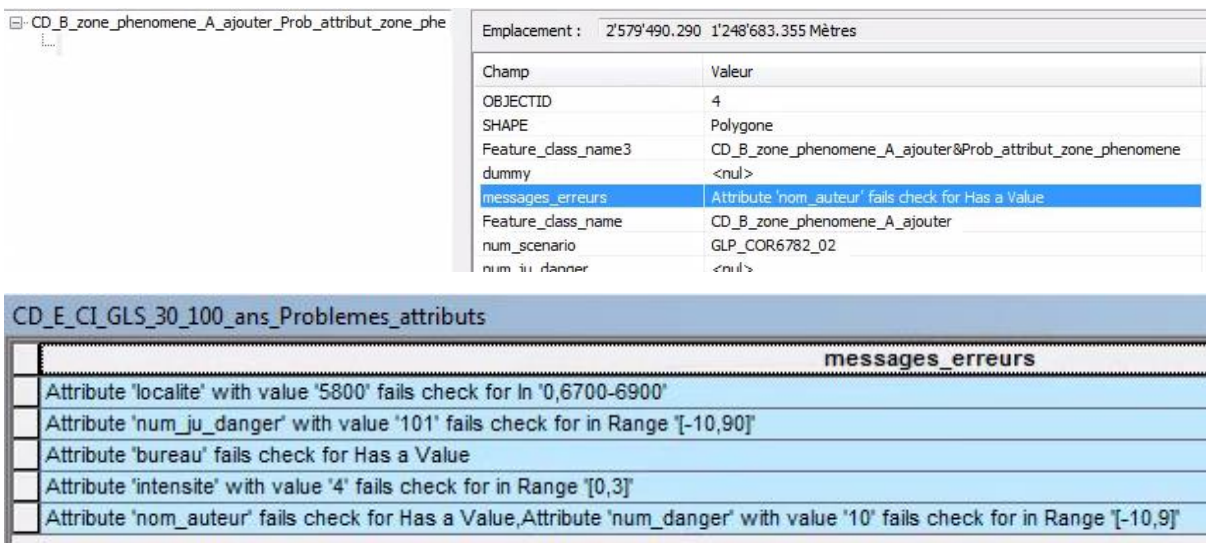 CD_B_zone_phenomene_A_ajouter_Prob_attribut_zone_phe
Emplacement : 2'579'490.290 1'248'683.355 Mètres
Champ Valeur
OBJECTID 4
SHAPE Polygone
Feature_class_name3 CD_B_zone_phenomene_A_ajouter&Prob_attribut_zone_phenomene
dummy <nul>
messages_erreurs Attribute 'nom_auteur' fails check for Has a Value
Feature_class_name CD_B_zone_phenomene_A_ajouter
num_scenario GLP_COR6782_02
num_ju_danger <nul>
CD_E_CI_GLS_30_100_ans_Problemes_attributs
messages_erreurs
Attribute 'localite' with value '5800' fails check for In '0,6700-6900'
Attribute 'num_ju_danger' with value '101' fails check for in Range '[-10,90]'
Attribute 'bureau' fails check for Has a Value
Attribute 'intensite' with value '4' fails check for in Range '[0,3]'
Attribute 'nom_auteur' fails check for Has a Value,Attribute 'num_danger' with value '10' fails check for in Range '[-10,9]'